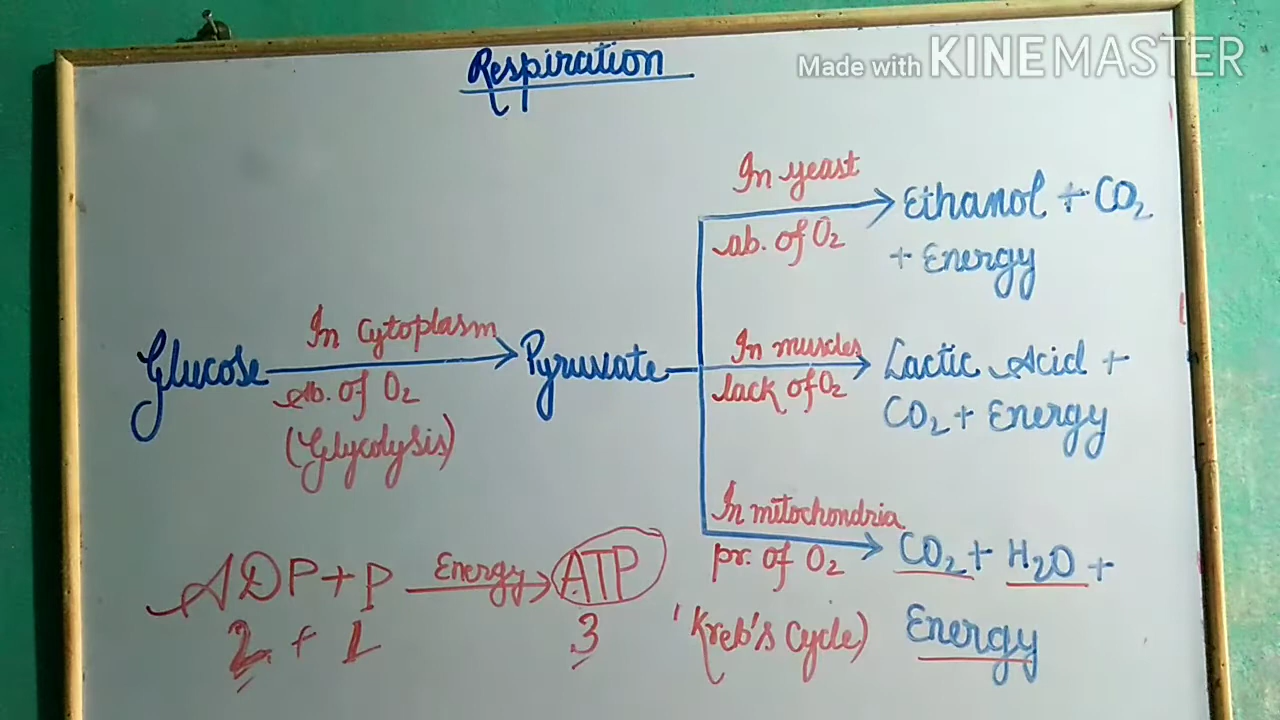 Respiration
Made with KINEMASTER
In yeast
Ethanol + CO₂
ab. of O₂
+ Energy
In Cytoplasm
Glucose
Pyruvate
Ab. of O₂
(Glycolysis)
In muscles
Lactic Acid +
lack of O₂
CO₂ + Energy
In mitochondria
CO₂ + H₂O +
pr. of O₂
'Kreb's Cycle)
Energy
ADP + P Energy ATP
2 + 1 3